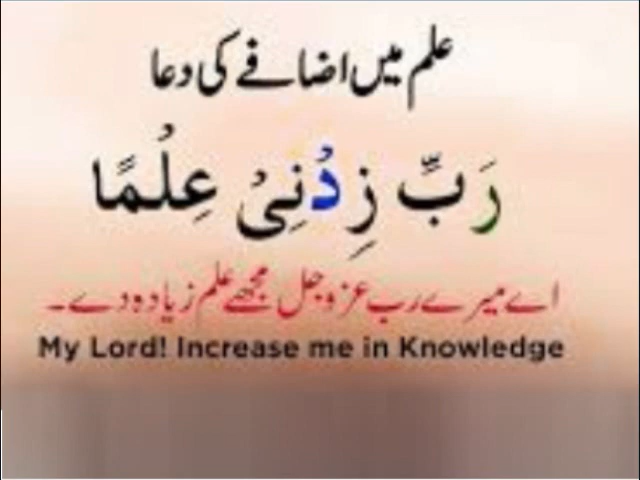 علم میں اضافے کی دعا
رَبِّ زِدْنِیْ عِلْمًا
اے میرے رب عزوجل مجھے علم زیادہ دے۔
My Lord! Increase me in Knowledge